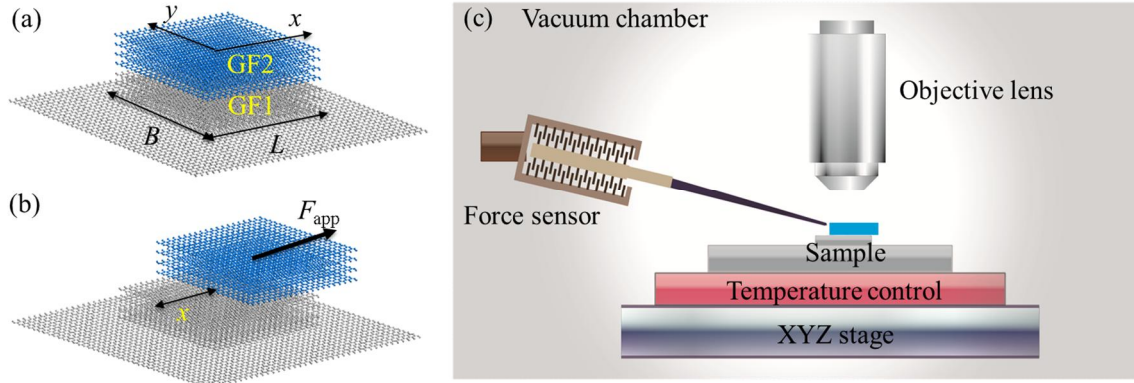 (a)
y
x
GF2
GF1
B
L
(b)
F_app
x
(c)
Vacuum chamber
Objective lens
Force sensor
Sample
Temperature control
XYZ stage